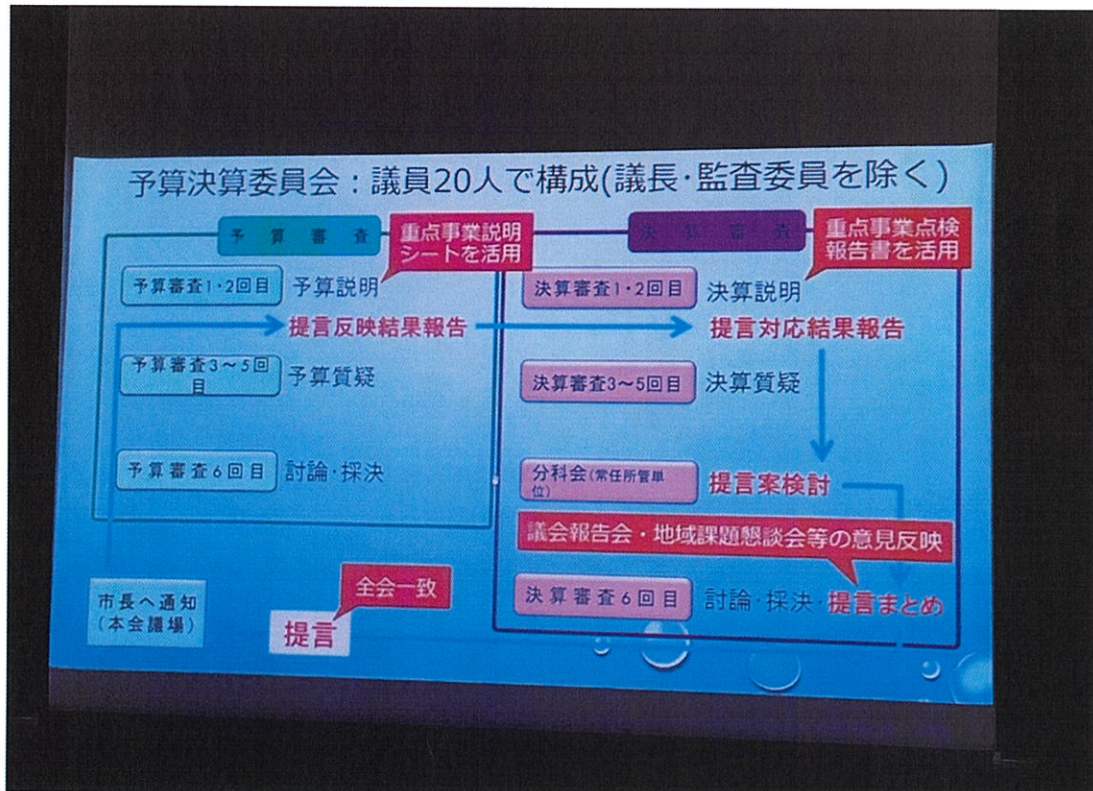 予算決算委員会:議員20人で構成(議長・監査委員を除く)
予算審査
重点事業説明
シートを活用
予算審査1・2回目
予算説明
提言反映結果報告
予算審査3~5回
目
予算質疑
予算審査6回目
討論・採決
市長へ通知
(本会議場)
全会一致
提言
決算審査
重点事業点検
報告書を活用
決算審査1・2回目
決算説明
提言対応結果報告
決算審査3~5回目
決算質疑
分科会(常任所管単
位)
提言案検討
議会報告会・地域課題懇談会等の意見反映
決算審査6回目
討論・採決・提言まとめ